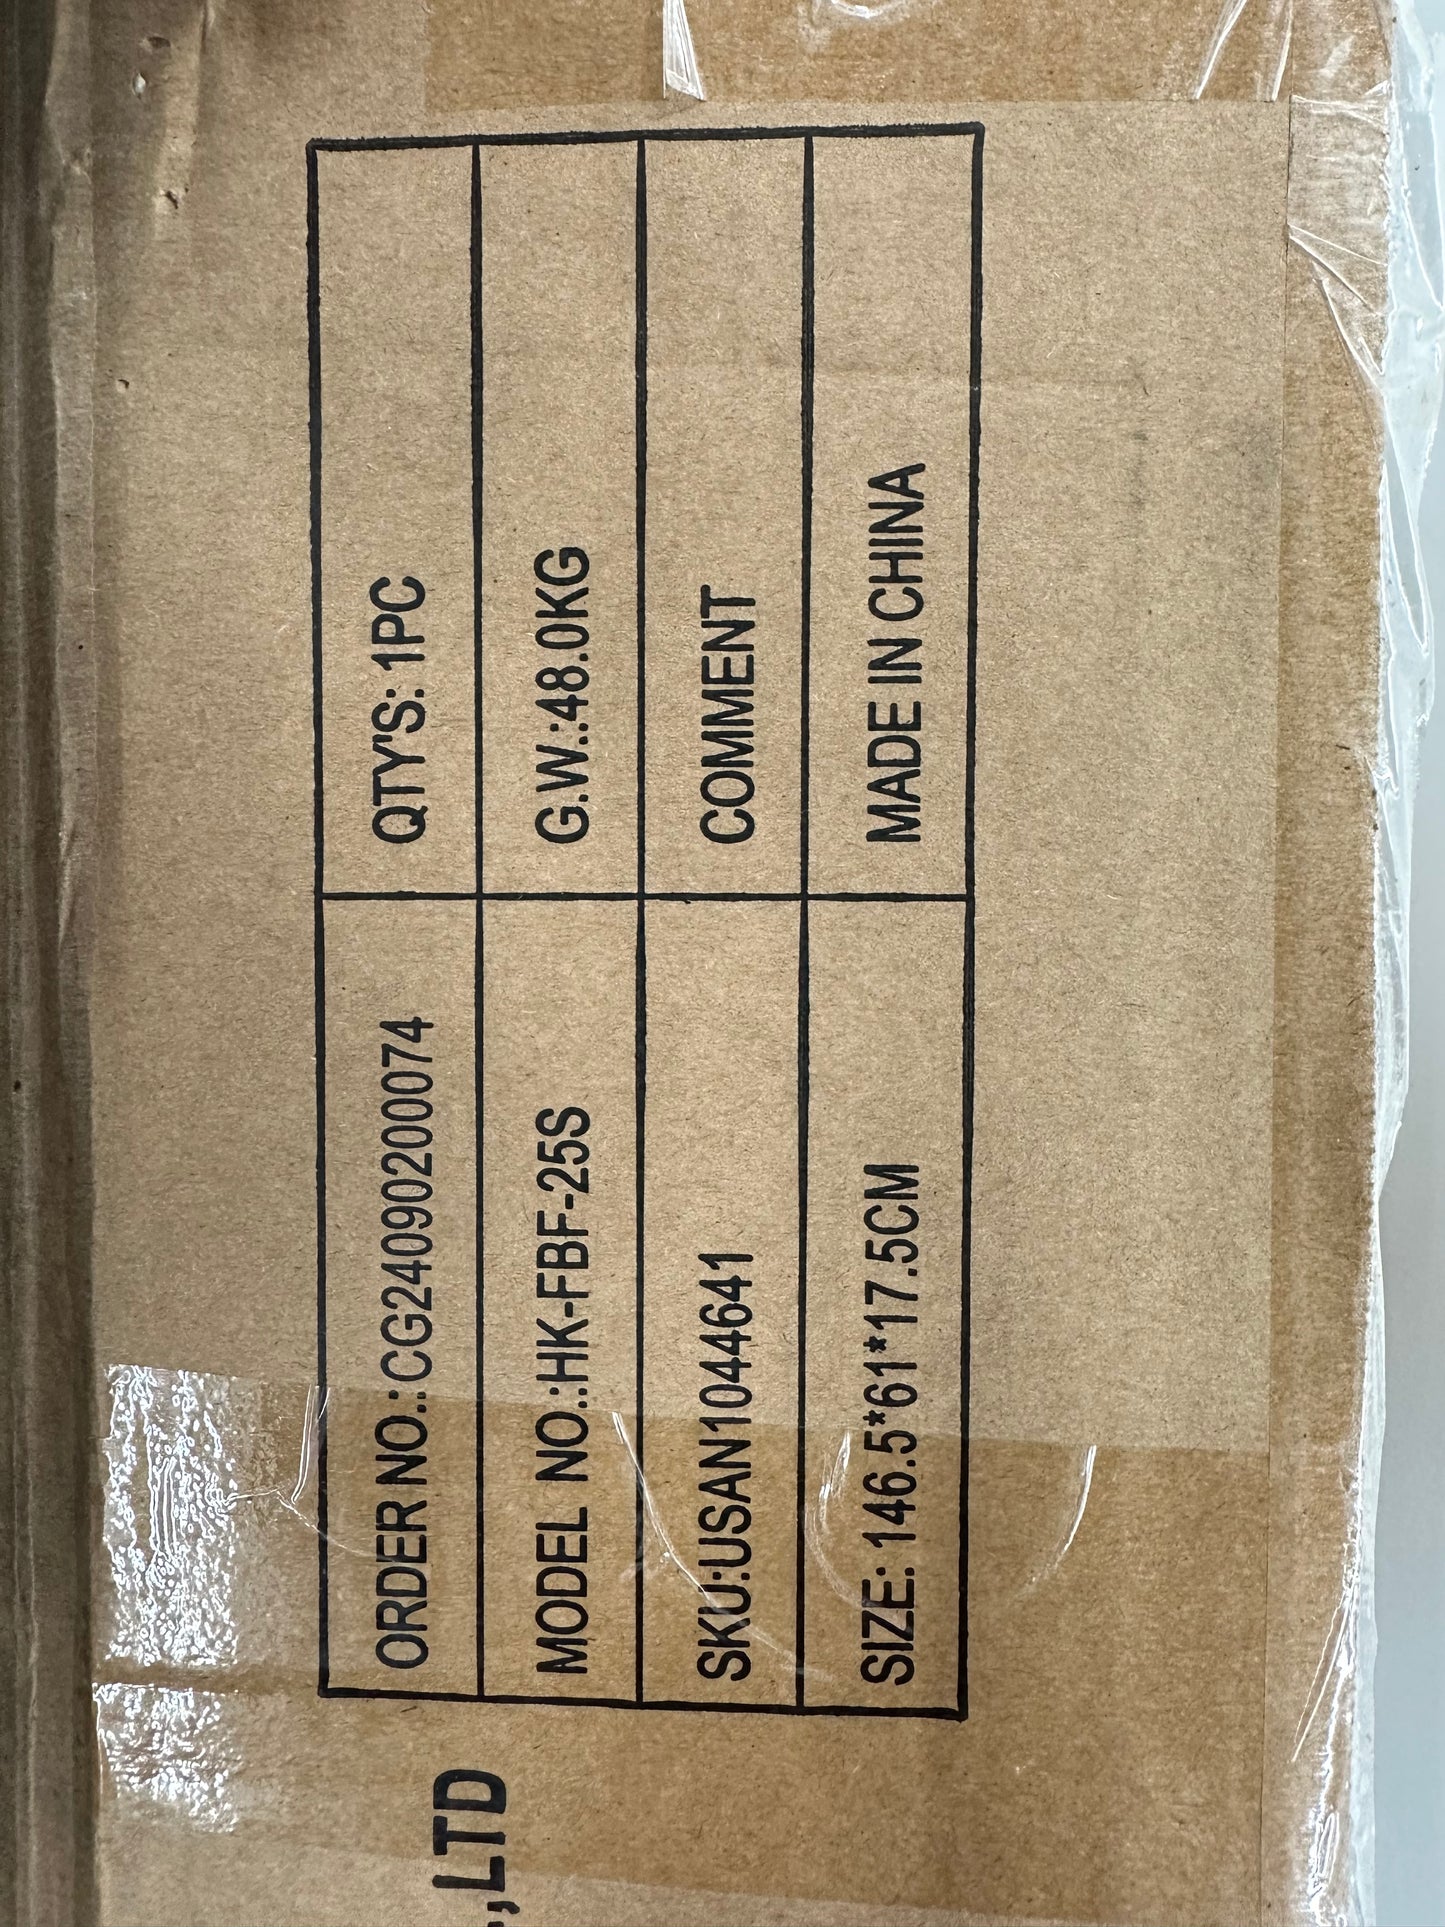 ORDER NO.:CG24090200074 QTY'S: 1PC
MODEL NO.:HK-FBF-25S G.W.:48.0KG
SKU:USAN1044641 COMMENT
SIZE: 146.5*61*17.5CM MADE IN CHINA
.,LTD